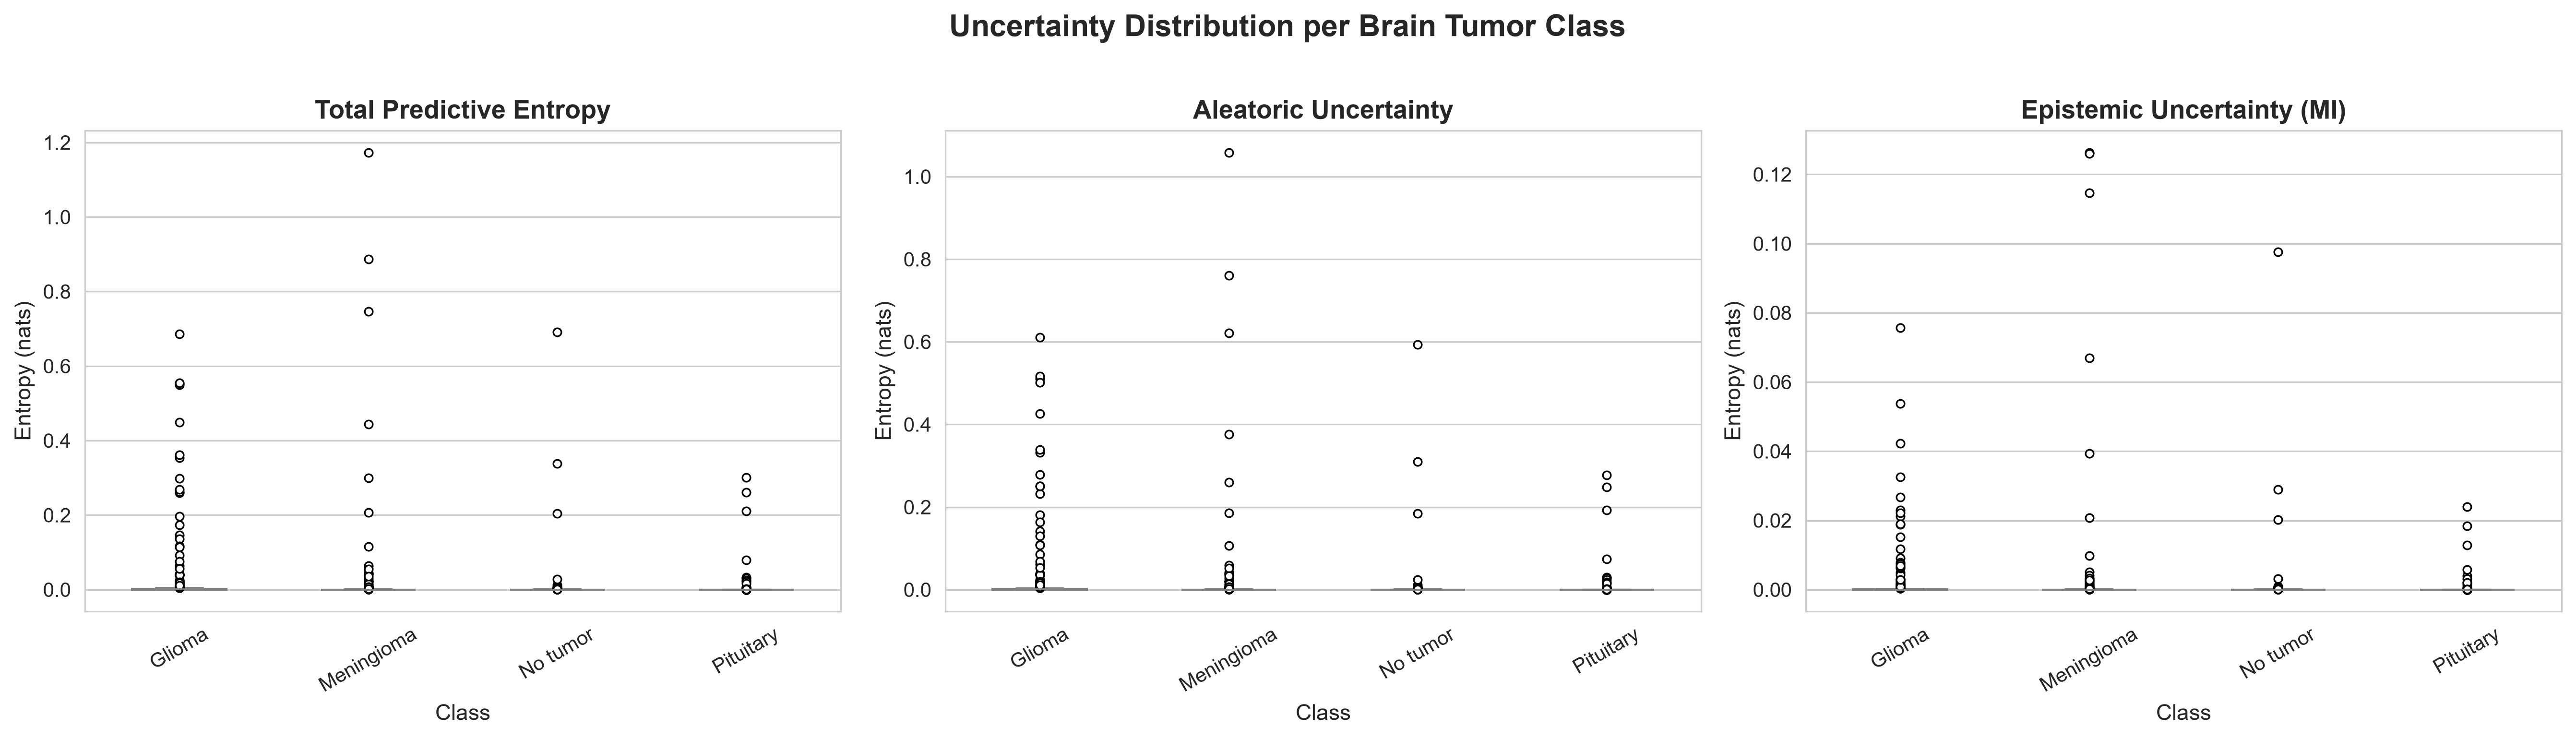 Uncertainty Distribution per Brain Tumor Class
Total Predictive Entropy
Entropy (nats)
1.2
1.0
0.8
0.6
0.4
0.2
0.0
Glioma
Meningioma
No tumor
Pituitary
Class
Aleatoric Uncertainty
Entropy (nats)
1.0
0.8
0.6
0.4
0.2
0.0
Glioma
Meningioma
No tumor
Pituitary
Class
Epistemic Uncertainty (MI)
Entropy (nats)
0.12
0.10
0.08
0.06
0.04
0.02
0.00
Glioma
Meningioma
No tumor
Pituitary
Class